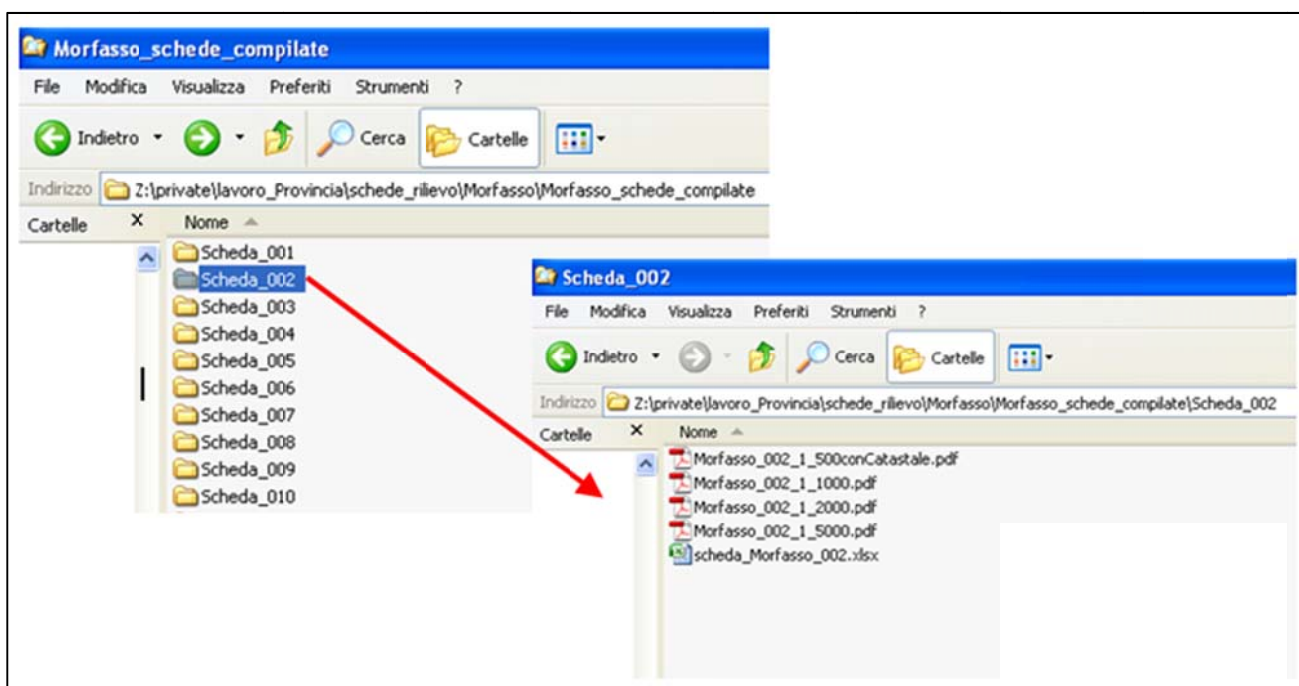 Morfasso_schede_compilate
File Modifica Visualizza Preferiti Strumenti ?
Indietro Cerca Cartelle
Indirizzo Z:\private\lavoro_Provincia\schede_rilievo\Morfasso\Morfasso_schede_compilate
Cartelle X Nome
Scheda_001
Scheda_002
Scheda_003
Scheda_004
Scheda_005
Scheda_006
Scheda_007
Scheda_008
Scheda_009
Scheda_010
Scheda_002
File Modifica Visualizza Preferiti Strumenti ?
Indietro Cerca Cartelle
Indirizzo Z:\private\lavoro_Provincia\schede_rilievo\Morfasso\Morfasso_schede_compilate\Scheda_002
Cartelle X Nome
Morfasso_002_1_500conCatastale.pdf
Morfasso_002_1_1000.pdf
Morfasso_002_1_2000.pdf
Morfasso_002_1_5000.pdf
scheda_Morfasso_002.xlsx